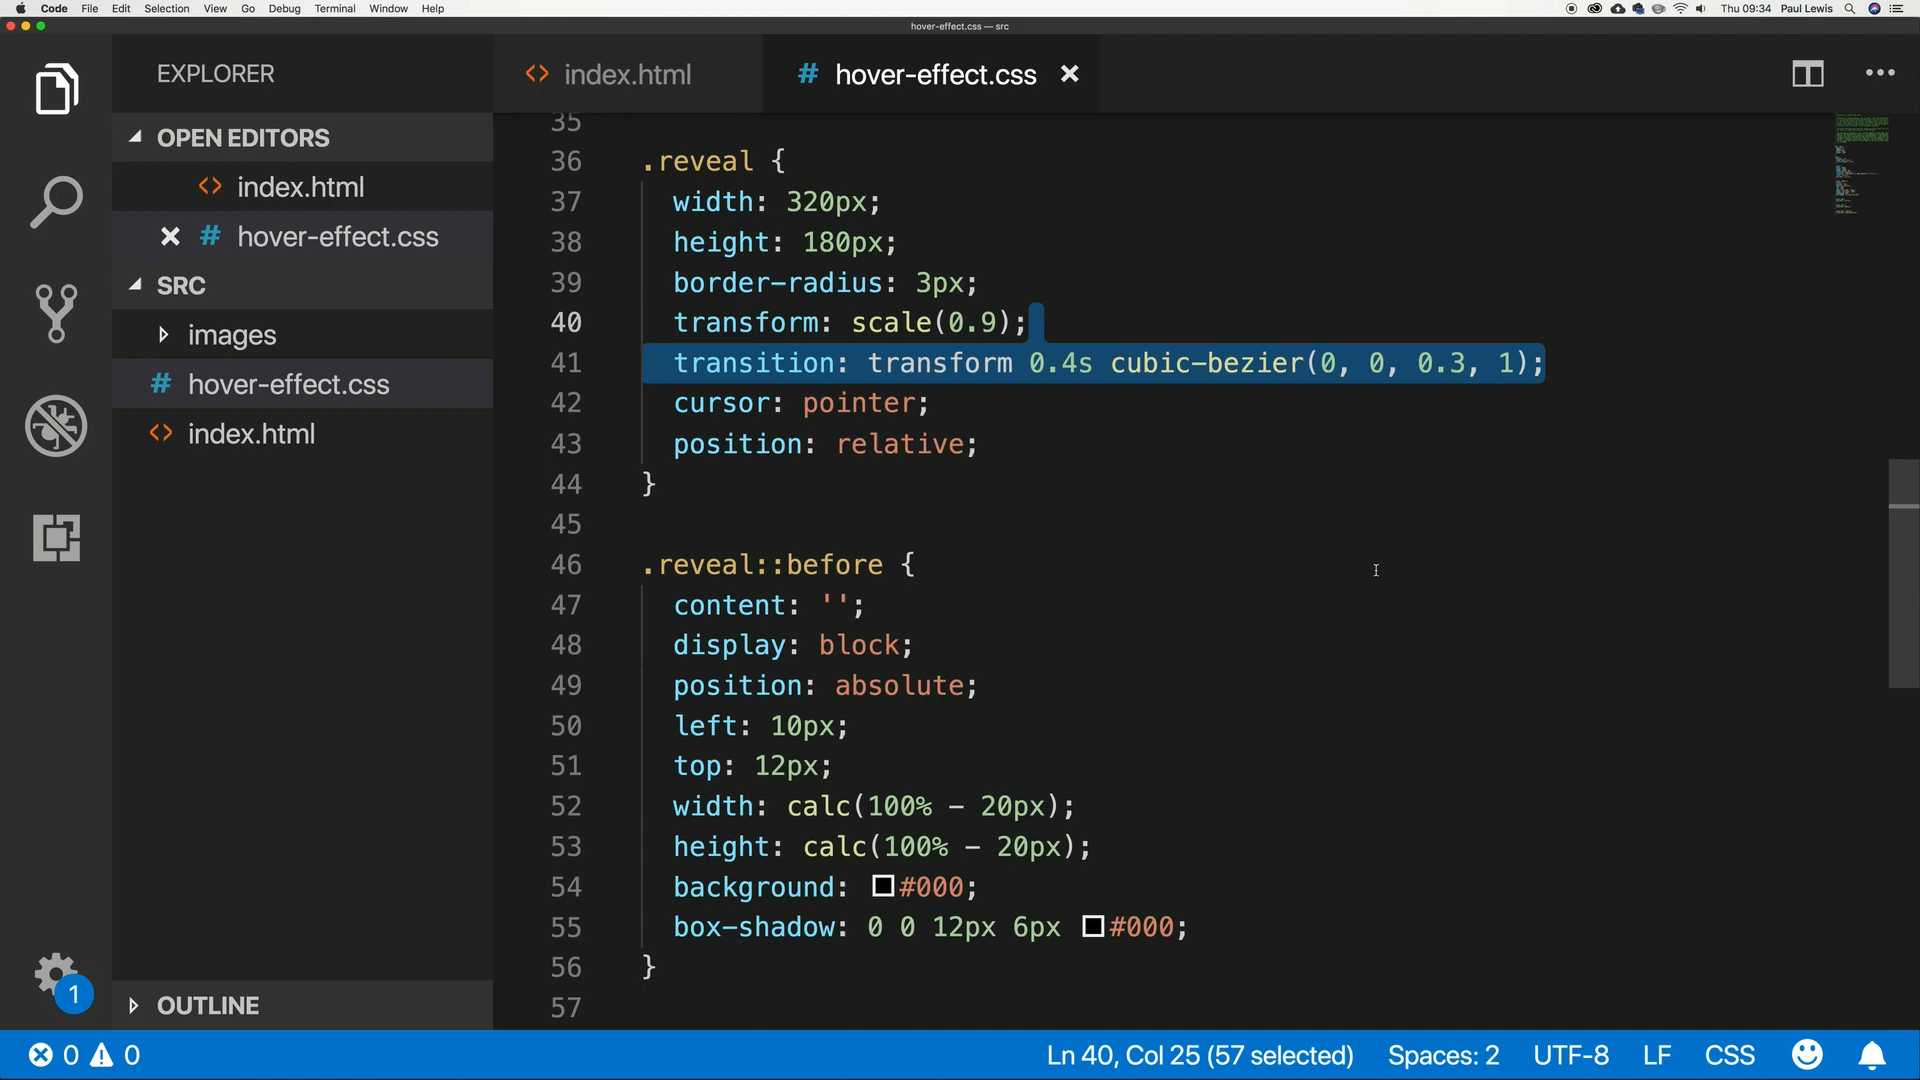 Code File Edit Selection View Go Debug Terminal Window Help Thu 09:34 Paul Lewis
hover-effect.css — src
EXPLORER
OPEN EDITORS
index.html
hover-effect.css
SRC
images
hover-effect.css
index.html
OUTLINE
1
index.html hover-effect.css
35
36 .reveal {
37 width: 320px;
38 height: 180px;
39 border-radius: 3px;
40 transform: scale(0.9);
41 transition: transform 0.4s cubic-bezier(0, 0, 0.3, 1);
42 cursor: pointer;
43 position: relative;
44 }
45
46 .reveal::before {
47 content: '';
48 display: block;
49 position: absolute;
50 left: 10px;
51 top: 12px;
52 width: calc(100% - 20px);
53 height: calc(100% - 20px);
54 background: #000;
55 box-shadow: 0 0 12px 6px #000;
56 }
57
0 0 Ln 40, Col 25 (57 selected) Spaces: 2 UTF-8 LF CSS